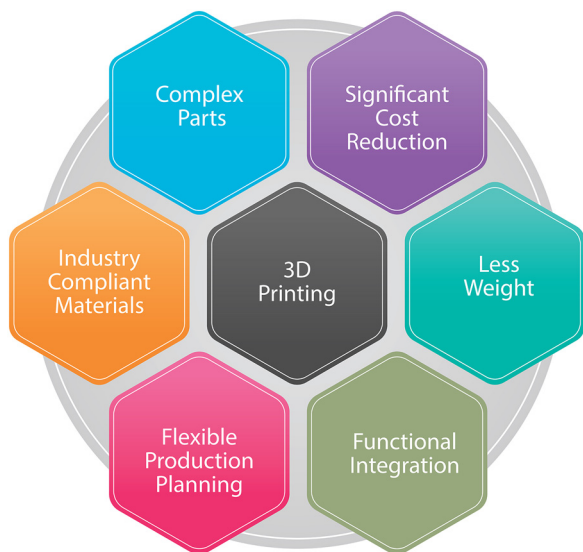 Complex
Parts
Significant
Cost
Reduction
Industry
Compliant
Materials
3D
Printing
Less
Weight
Flexible
Production
Planning
Functional
Integration